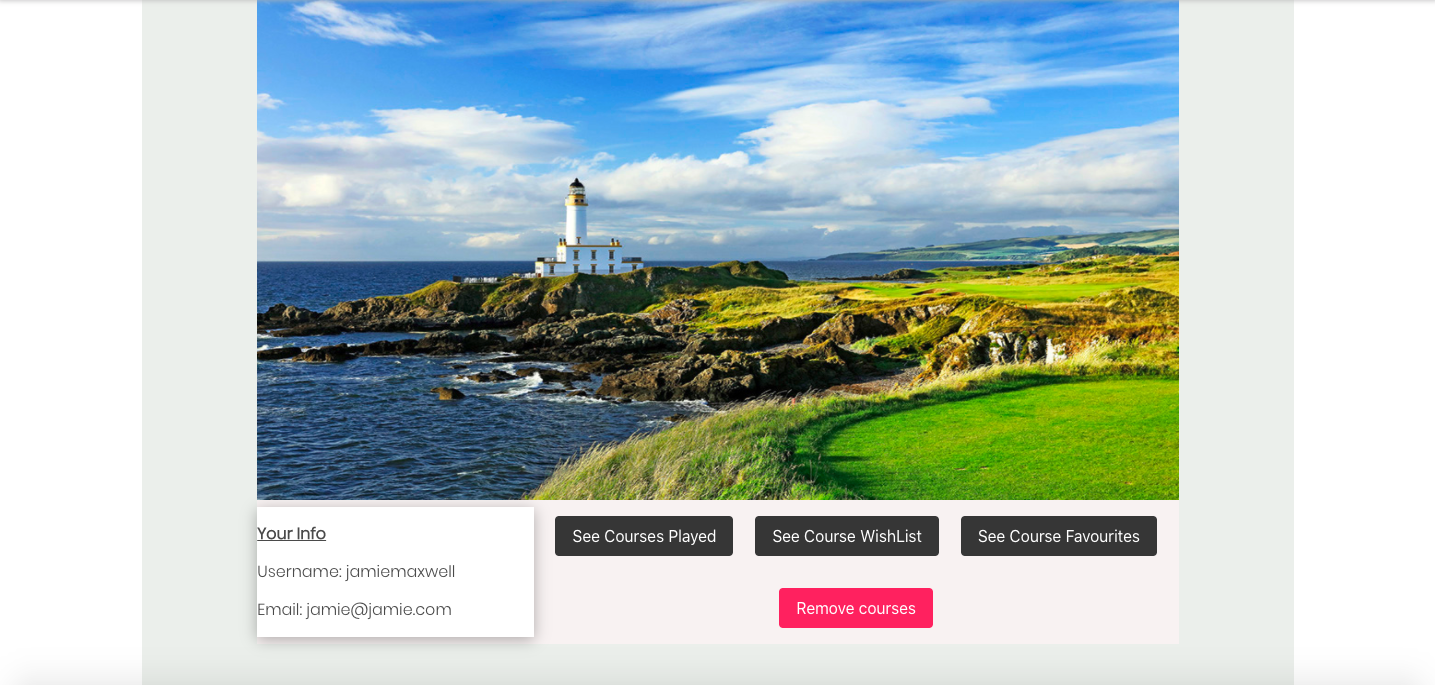 Your Info
Username: jamiemaxwell
Email: jamie@jamie.com
See Courses Played
See Course WishList
See Course Favourites
Remove courses